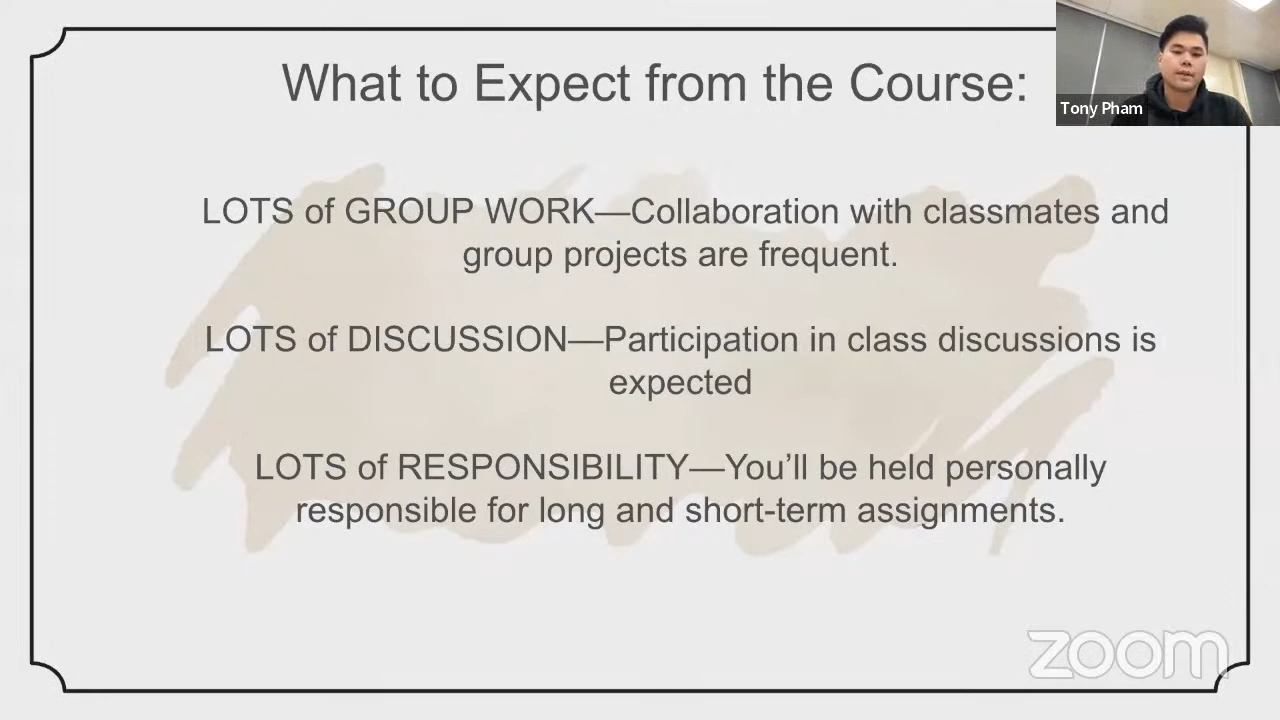 What to Expect from the Course:
Tony Pham
LOTS of GROUP WORK—Collaboration with classmates and
group projects are frequent.
LOTS of DISCUSSION—Participation in class discussions is
expected
LOTS of RESPONSIBILITY—You’ll be held personally
responsible for long and short-term assignments.
zoom